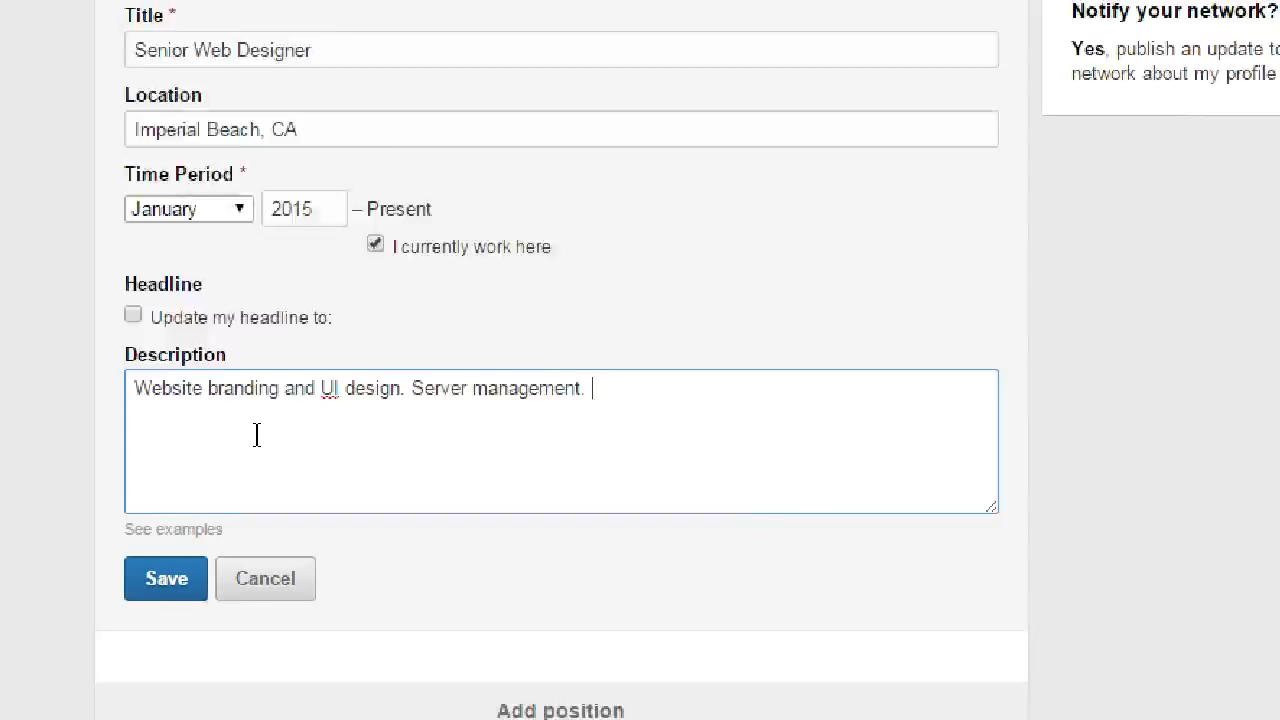 Title *
Senior Web Designer
Location
Imperial Beach, CA
Time Period *
January 2015 – Present
I currently work here
Headline
Update my headline to:
Description
Website branding and UI design. Server management.
See examples
Save Cancel
Add position
Notify your network?
Yes, publish an update to
network about my profile